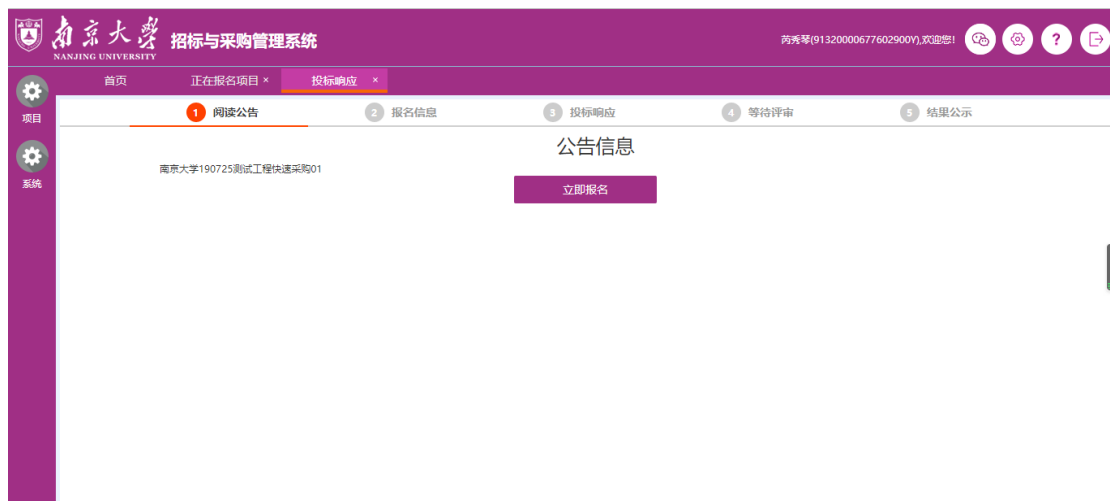 南京大学 招标与采购管理系统
NANJING UNIVERSITY
芮秀琴(91320000677602900Y),欢迎您!
?
首页 正在报名项目 × 投标响应 ×
项目
系统
1 阅读公告 2 报名信息 3 投标响应 4 等待评审 5 结果公示
公告信息
南京大学190725测试工程快速采购01
立即报名